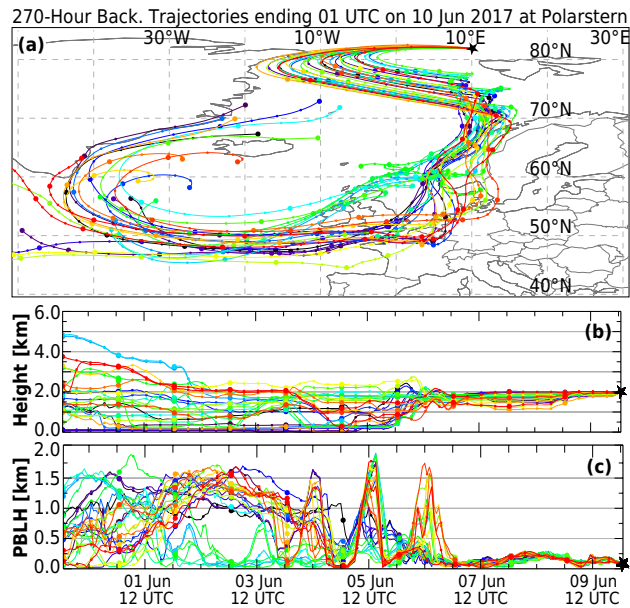 270-Hour Back. Trajectories ending 01 UTC on 10 Jun 2017 at Polarstern
(a) 30°W 10°W 10°E 30°E
80°N
70°N
60°N
50°N
40°N
6.0 (b)
4.0
2.0
0.0
Height [km]
2.0 (c)
1.5
1.0
0.5
0.0
PBLH [km]
01 Jun 03 Jun 05 Jun 07 Jun 09 Jun
12 UTC 12 UTC 12 UTC 12 UTC 12 UTC